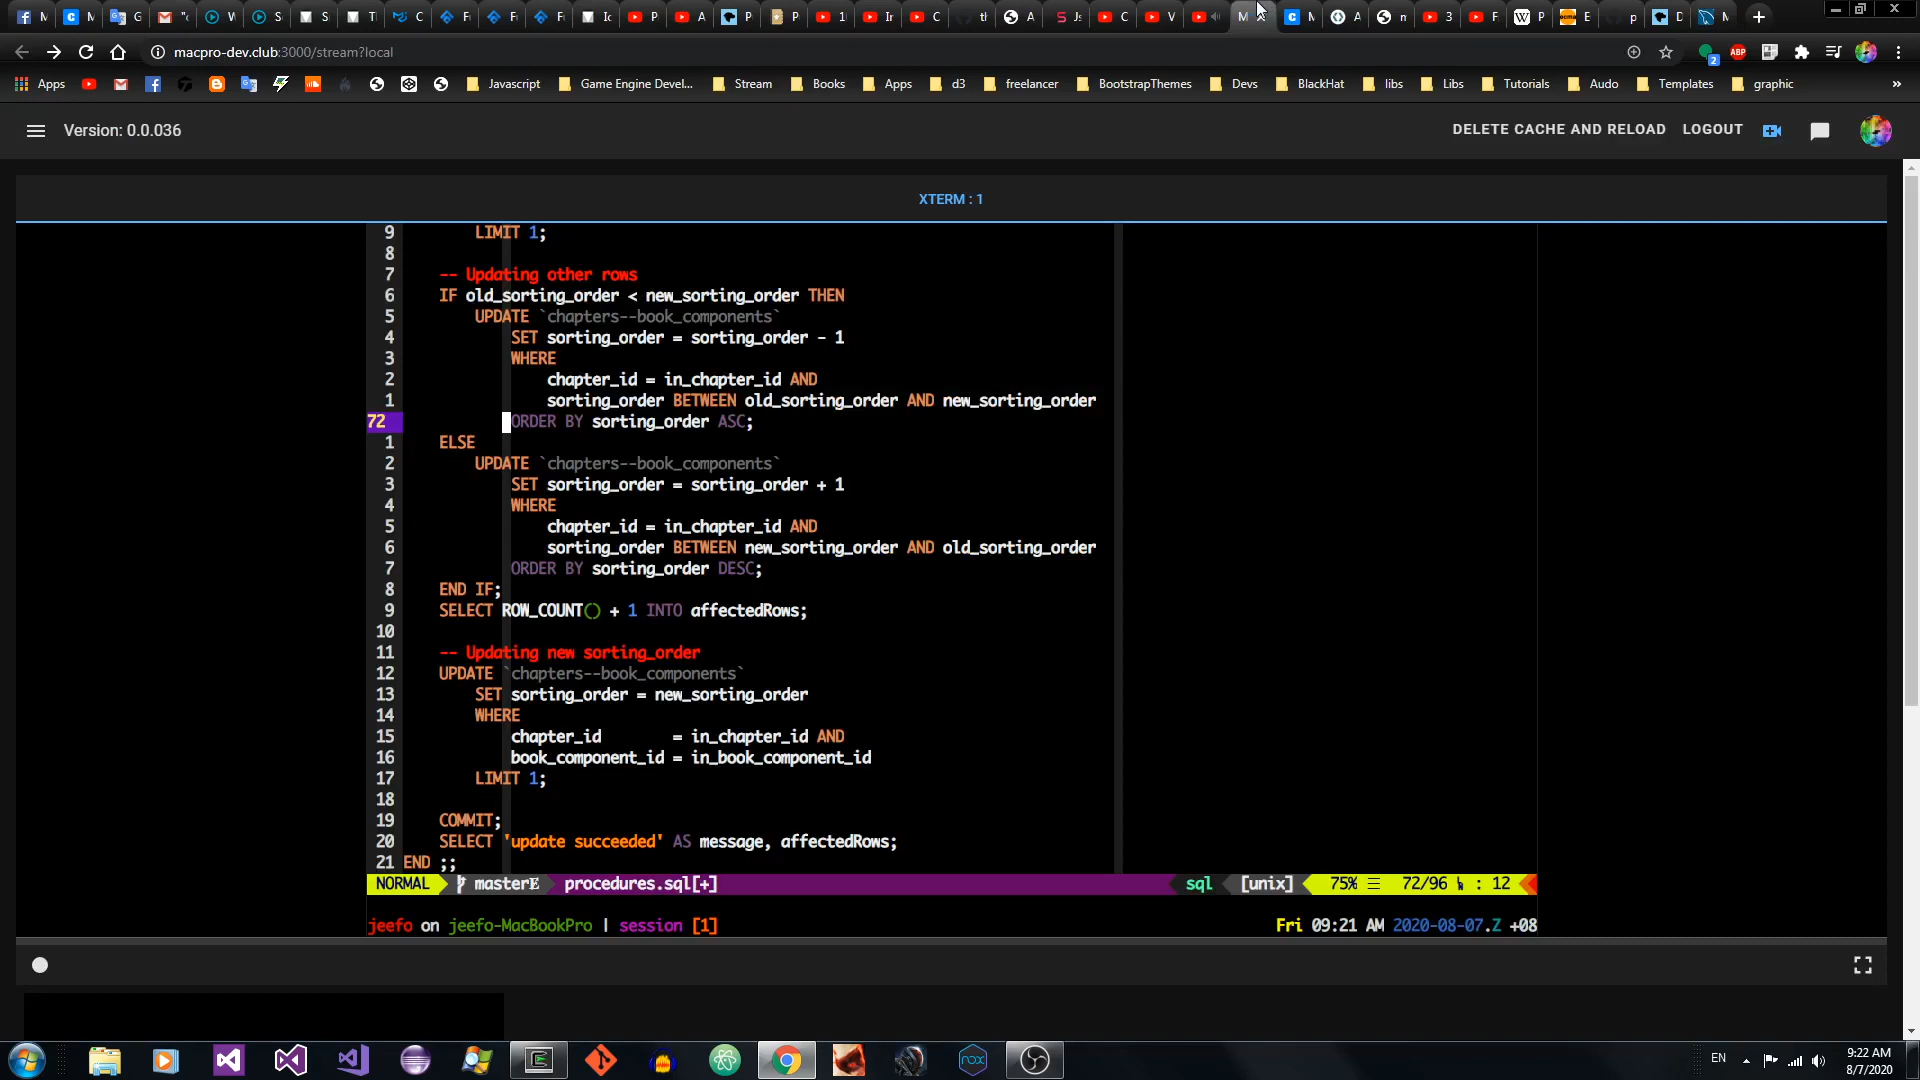 macpro-dev.club:3000/stream?local
Apps
Javascript
Game Engine Devel...
Stream
Books
Apps
d3
freelancer
BootstrapThemes
Devs
BlackHat
libs
Libs
Tutorials
Audo
Templates
graphic
»
Version: 0.0.036
DELETE CACHE AND RELOAD
LOGOUT
XTERM : 1
9 LIMIT 1;
8
7 -- Updating other rows
6 IF old_sorting_order < new_sorting_order THEN
5 UPDATE `chapters--book_components`
4 SET sorting_order = sorting_order - 1
3 WHERE
2 chapter_id = in_chapter_id AND
1 sorting_order BETWEEN old_sorting_order AND new_sorting_order
72 ORDER BY sorting_order ASC;
1 ELSE
2 UPDATE `chapters--book_components`
3 SET sorting_order = sorting_order + 1
4 WHERE
5 chapter_id = in_chapter_id AND
6 sorting_order BETWEEN new_sorting_order AND old_sorting_order
7 ORDER BY sorting_order DESC;
8 END IF;
9 SELECT ROW_COUNT() + 1 INTO affectedRows;
10
11 -- Updating new sorting_order
12 UPDATE `chapters--book_components`
13 SET sorting_order = new_sorting_order
14 WHERE
15 chapter_id = in_chapter_id AND
16 book_component_id = in_book_component_id
17 LIMIT 1;
18
19 COMMIT;
20 SELECT 'update succeeded' AS message, affectedRows;
21 END ;;
NORMAL master procedures.sql[+] sql [unix] 75% 72/96 : 12
jeefo on jeefo-MacBookPro | session [1] Fri 09:21 AM 2020-08-07.Z +08
EN
9:22 AM
8/7/2020